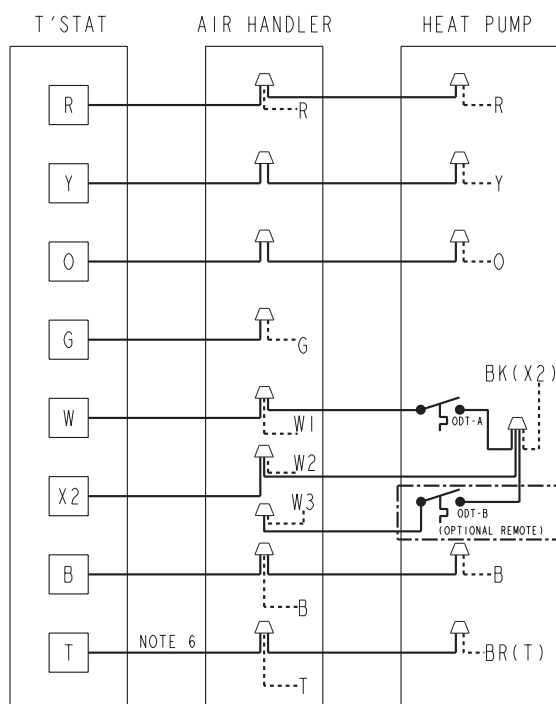 T'STAT AIR HANDLER HEAT PUMP
R R R
Y Y
O O
G G
BK(X2)
W W1 ODT-A
W2
X2 W3 ODT-B
(OPTIONAL REMOTE)
B B B
T NOTE 6 T BR(T)